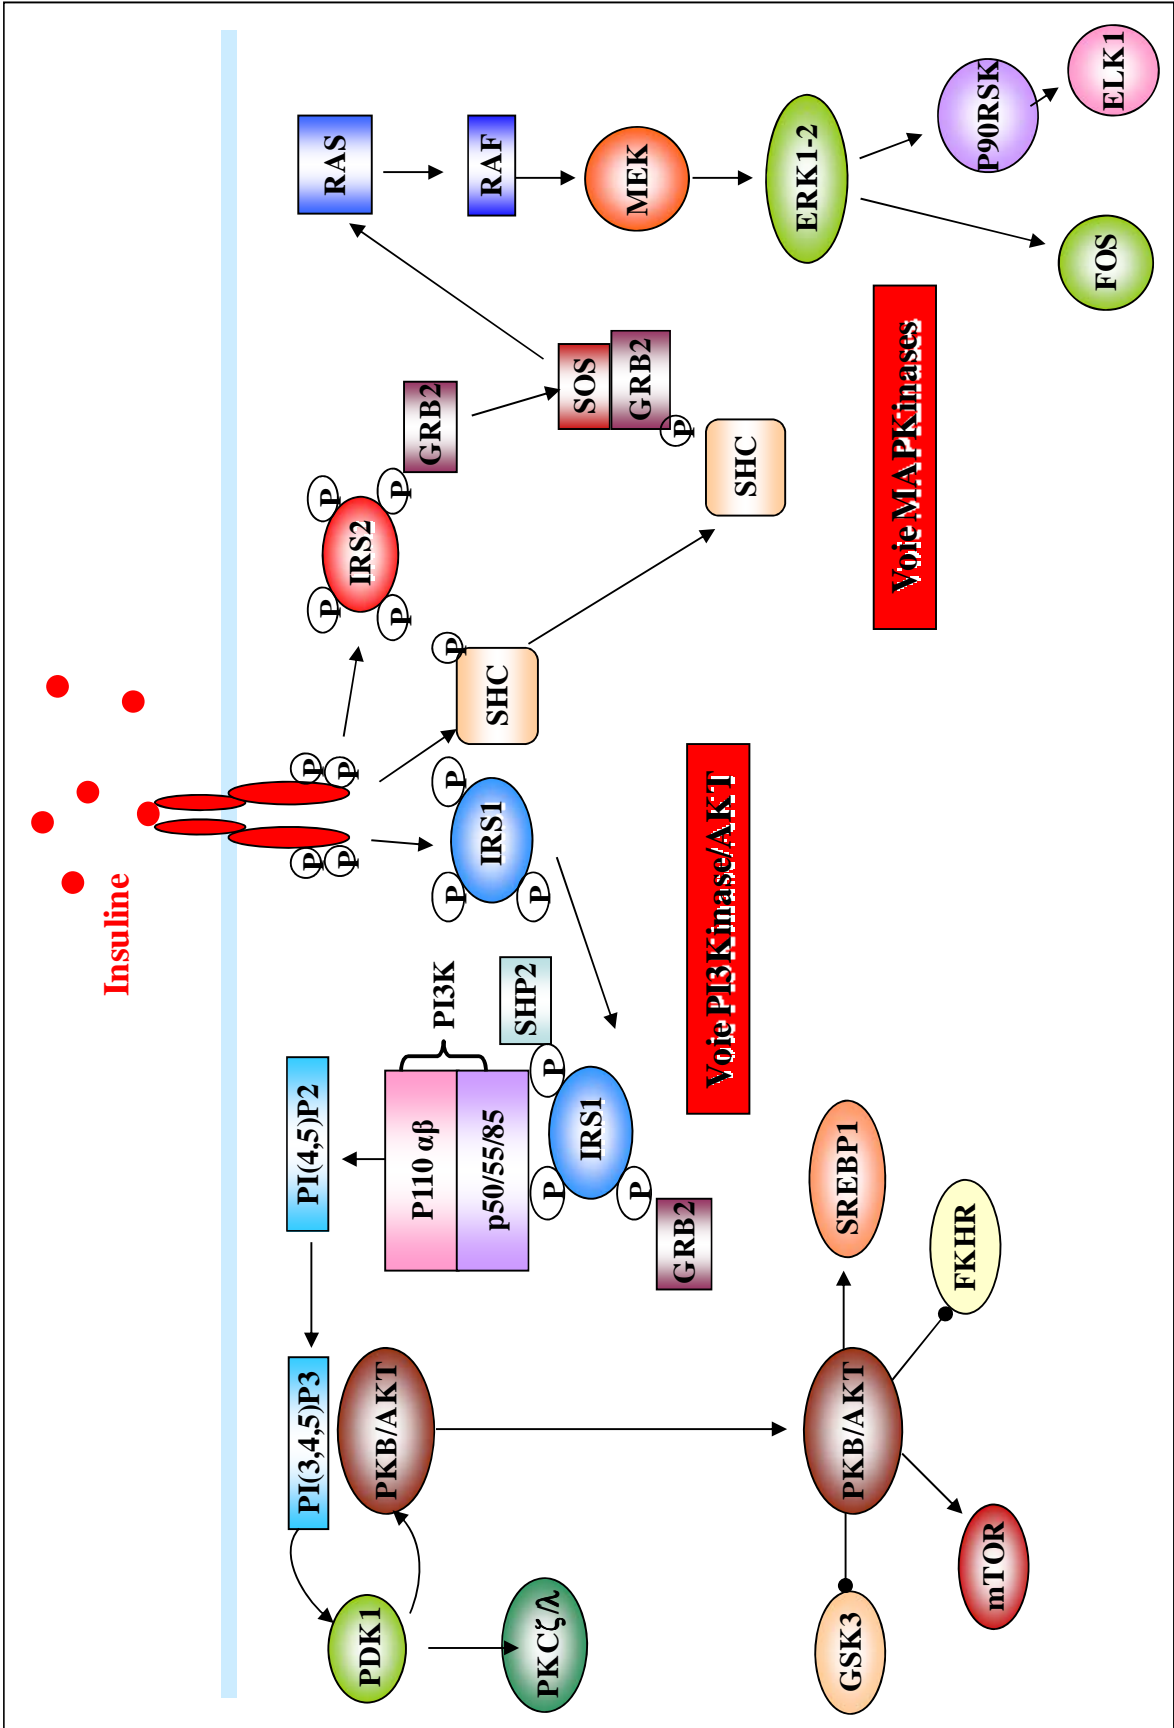 Insuline
PI(3,4,5)P3
PI(4,5)P2
P
P
P
P
P
P
IRS2
P
P
RAS
PDK1
PKB/AKT
P110 αβ
p50/55/85
PI3K
GRB2
P
P
IRS1
P
P
SHC
RAF
PKCζ/λ
SHP2
P
P
IRS1
P
GRB2
SOS
GRB2
P
SHC
MEK
Voie PI3Kinase/AKT
ERK1-2
GSK3
PKB/AKT
SREBP1
Voie MAPKinases
mTOR
FKHR
P90RSK
FOS
ELK1